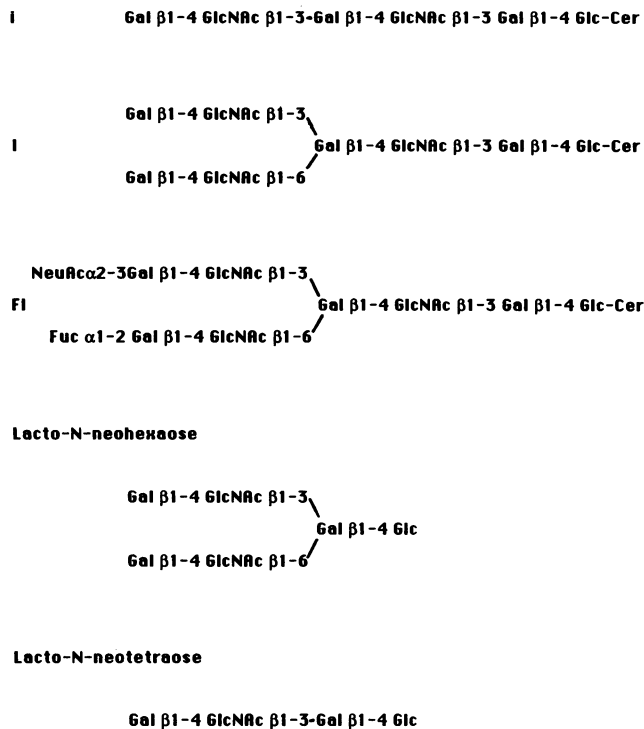 i Gal β1-4 GlcNAc β1-3-Gal β1-4 GlcNAc β1-3 Gal β1-4 Glc-Cer
Gal β1-4 GlcNAc β1-3
I Gal β1-4 GlcNAc β1-3 Gal β1-4 Glc-Cer
Gal β1-4 GlcNAc β1-6
NeuAcα2-3Gal β1-4 GlcNAc β1-3
FI Gal β1-4 GlcNAc β1-3 Gal β1-4 Glc-Cer
Fuc α1-2 Gal β1-4 GlcNAc β1-6
Lacto-N-neohexaose
Gal β1-4 GlcNAc β1-3
Gal β1-4 Glc
Gal β1-4 GlcNAc β1-6
Lacto-N-neotetraose
Gal β1-4 GlcNAc β1-3-Gal β1-4 Glc